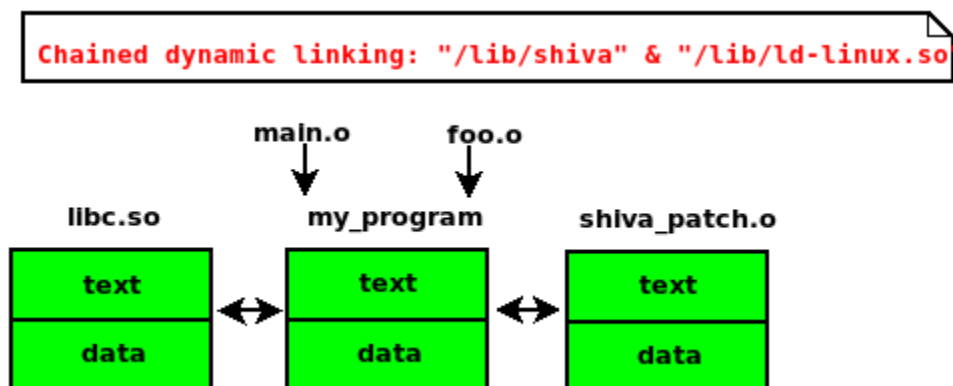 Chained dynamic linking: "/lib/shiva" & "/lib/ld-linux.so
main.o foo.o
libc.so my_program shiva_patch.o
text text text
data data data